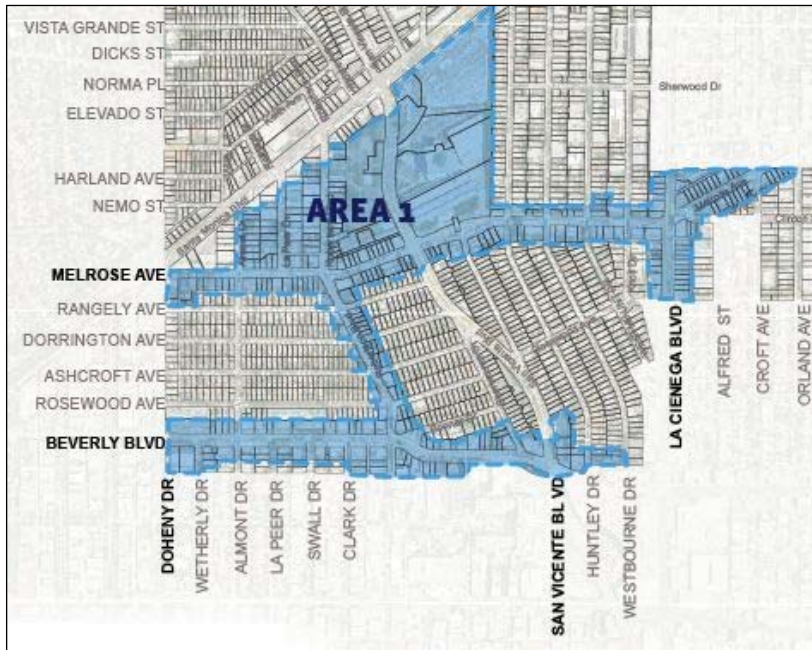 VISTA GRANDE ST
DICKS ST
NORMA PL
ELEVADO ST
Sherwood Dr
HARLAND AVE
NEMO ST
AREA 1
Santa Monica Blvd
MELROSE AVE
RANGELY AVE
DORRINGTON AVE
ASHCROFT AVE
ROSEWOOD AVE
BEVERLY BLVD
DOHENY DR
WETHERLY DR
ALMONT DR
LA PEER DR
SWALL DR
CLARK DR
SAN VICENTE BL VD
HUNTLEY DR
WESTBOURNE DR
LA CIENEGA BLVD
ALFRED ST
CROFT AVE
ORLAND AVE